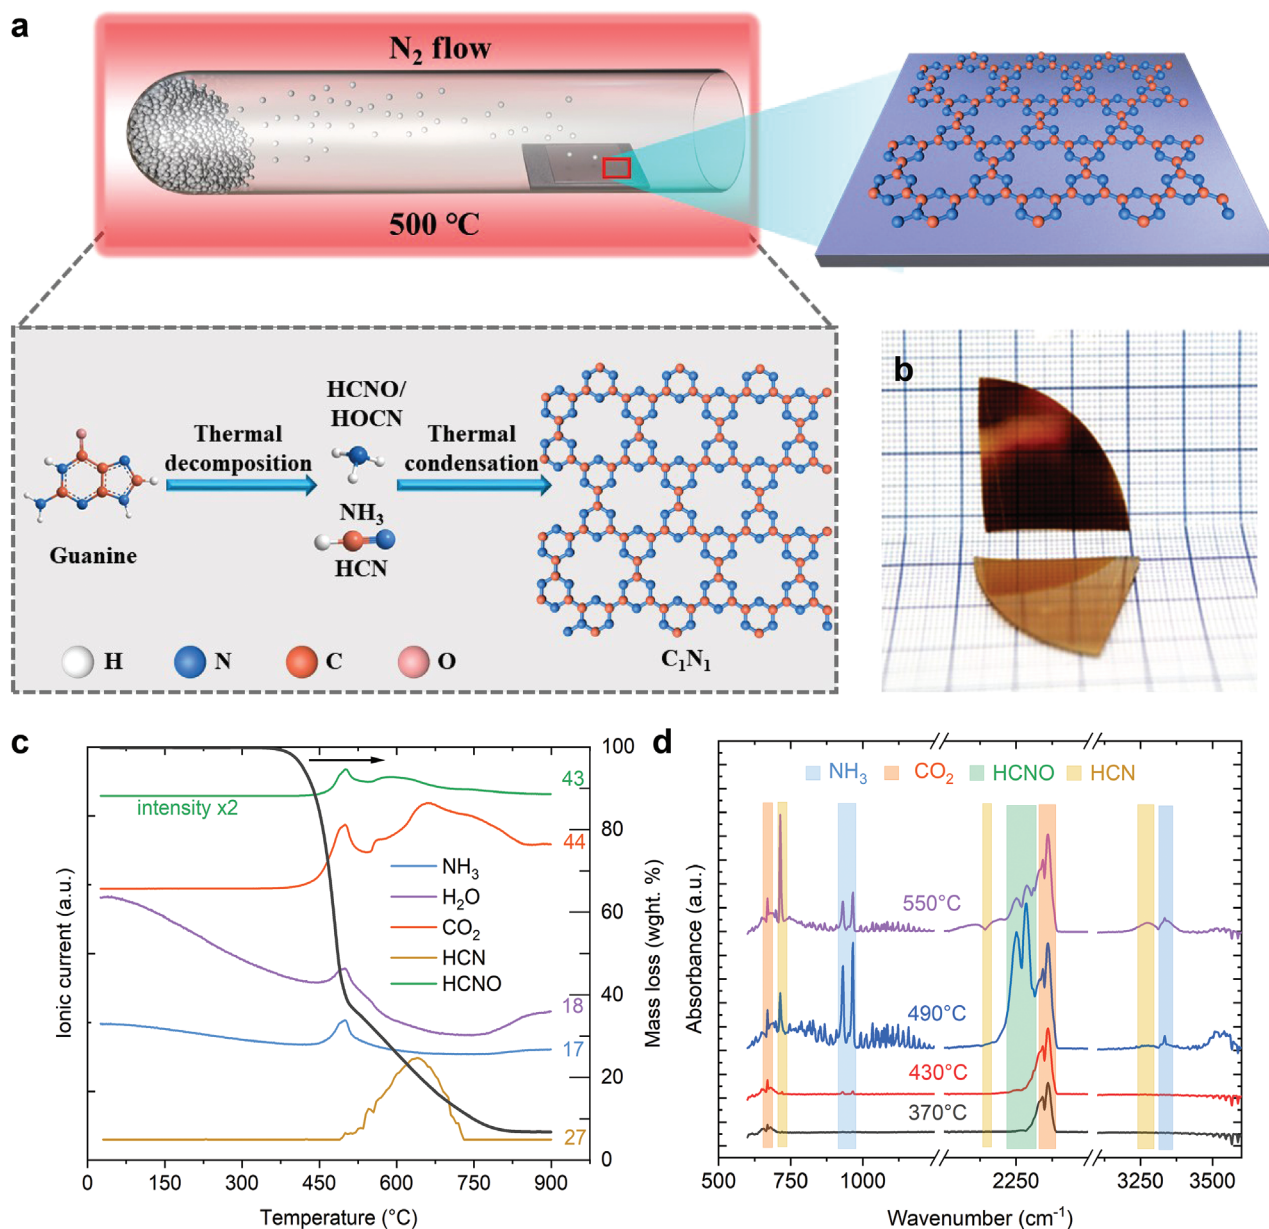 a
N₂ flow
500 °C
HCNO/
HOCN
Thermal
decomposition
Thermal
condensation
NH₃
HCN
Guanine
C₁N₁
H
N
C
O
b
c
intensity x2
43
44
18
17
27
NH₃
H₂O
CO₂
HCN
HCNO
Ionic current (a.u.)
100
80
60
40
20
0
Mass loss (wght. %)
0
150
300
450
600
750
900
Temperature (°C)
d
NH₃
CO₂
HCNO
HCN
550°C
490°C
430°C
370°C
Absorbance (a.u.)
500
750
1000
2250
3250
3500
Wavenumber (cm⁻¹)